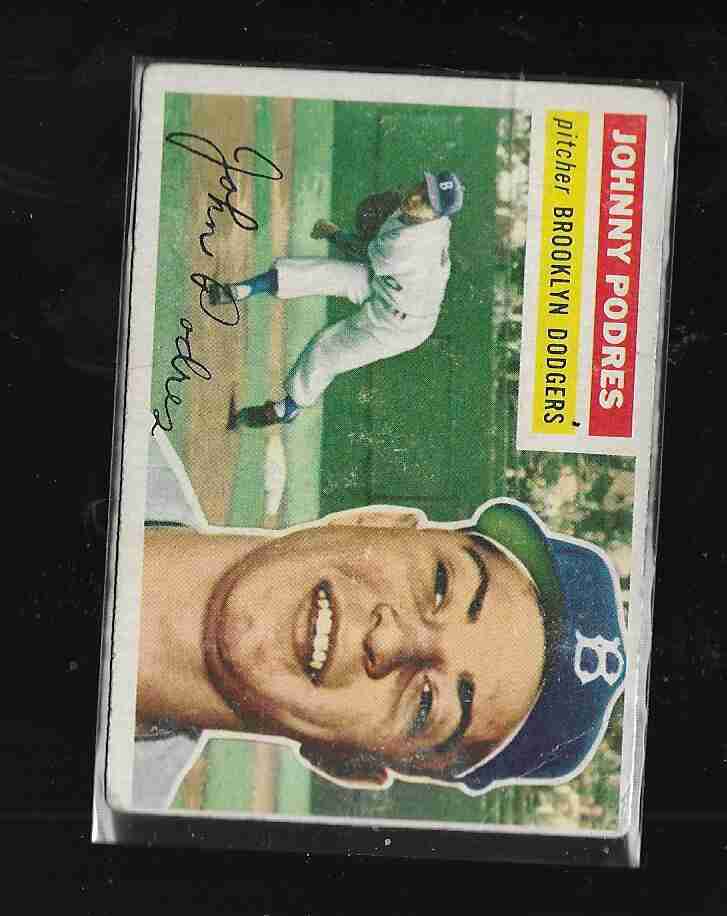 JOHNNY PODRES
pitcher BROOKLYN DODGERS
John Podres
B
B